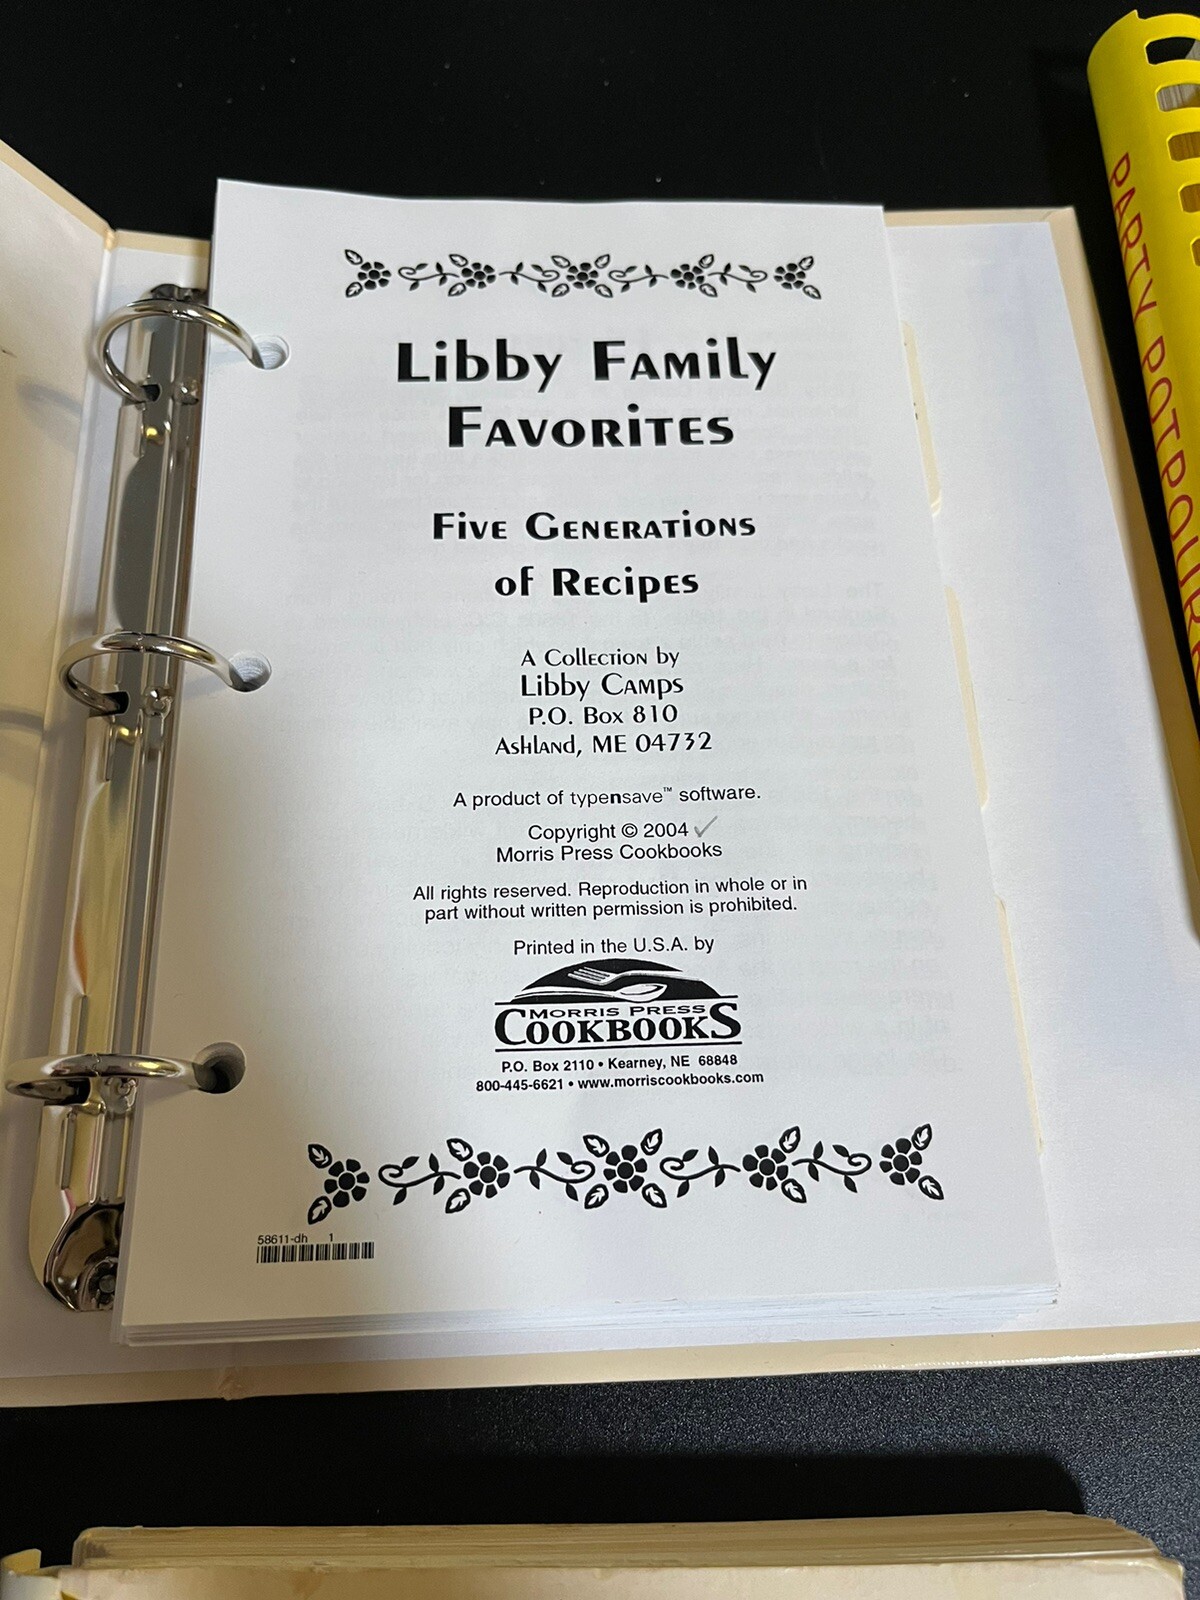 Libby Family
Favorites
Five Generations
of Recipes
A Collection by
Libby Camps
P.O. Box 810
Ashland, ME 04732
A product of typensave™ software.
Copyright © 2004 ✓
Morris Press Cookbooks
All rights reserved. Reproduction in whole or in
part without written permission is prohibited.
Printed in the U.S.A. by
MORRIS PRESS
COOKBOOKS
P.O. Box 2110 • Kearney, NE 68848
800-445-6621 • www.morriscookbooks.com
58611-dh 1
PARTY POTPOURRI